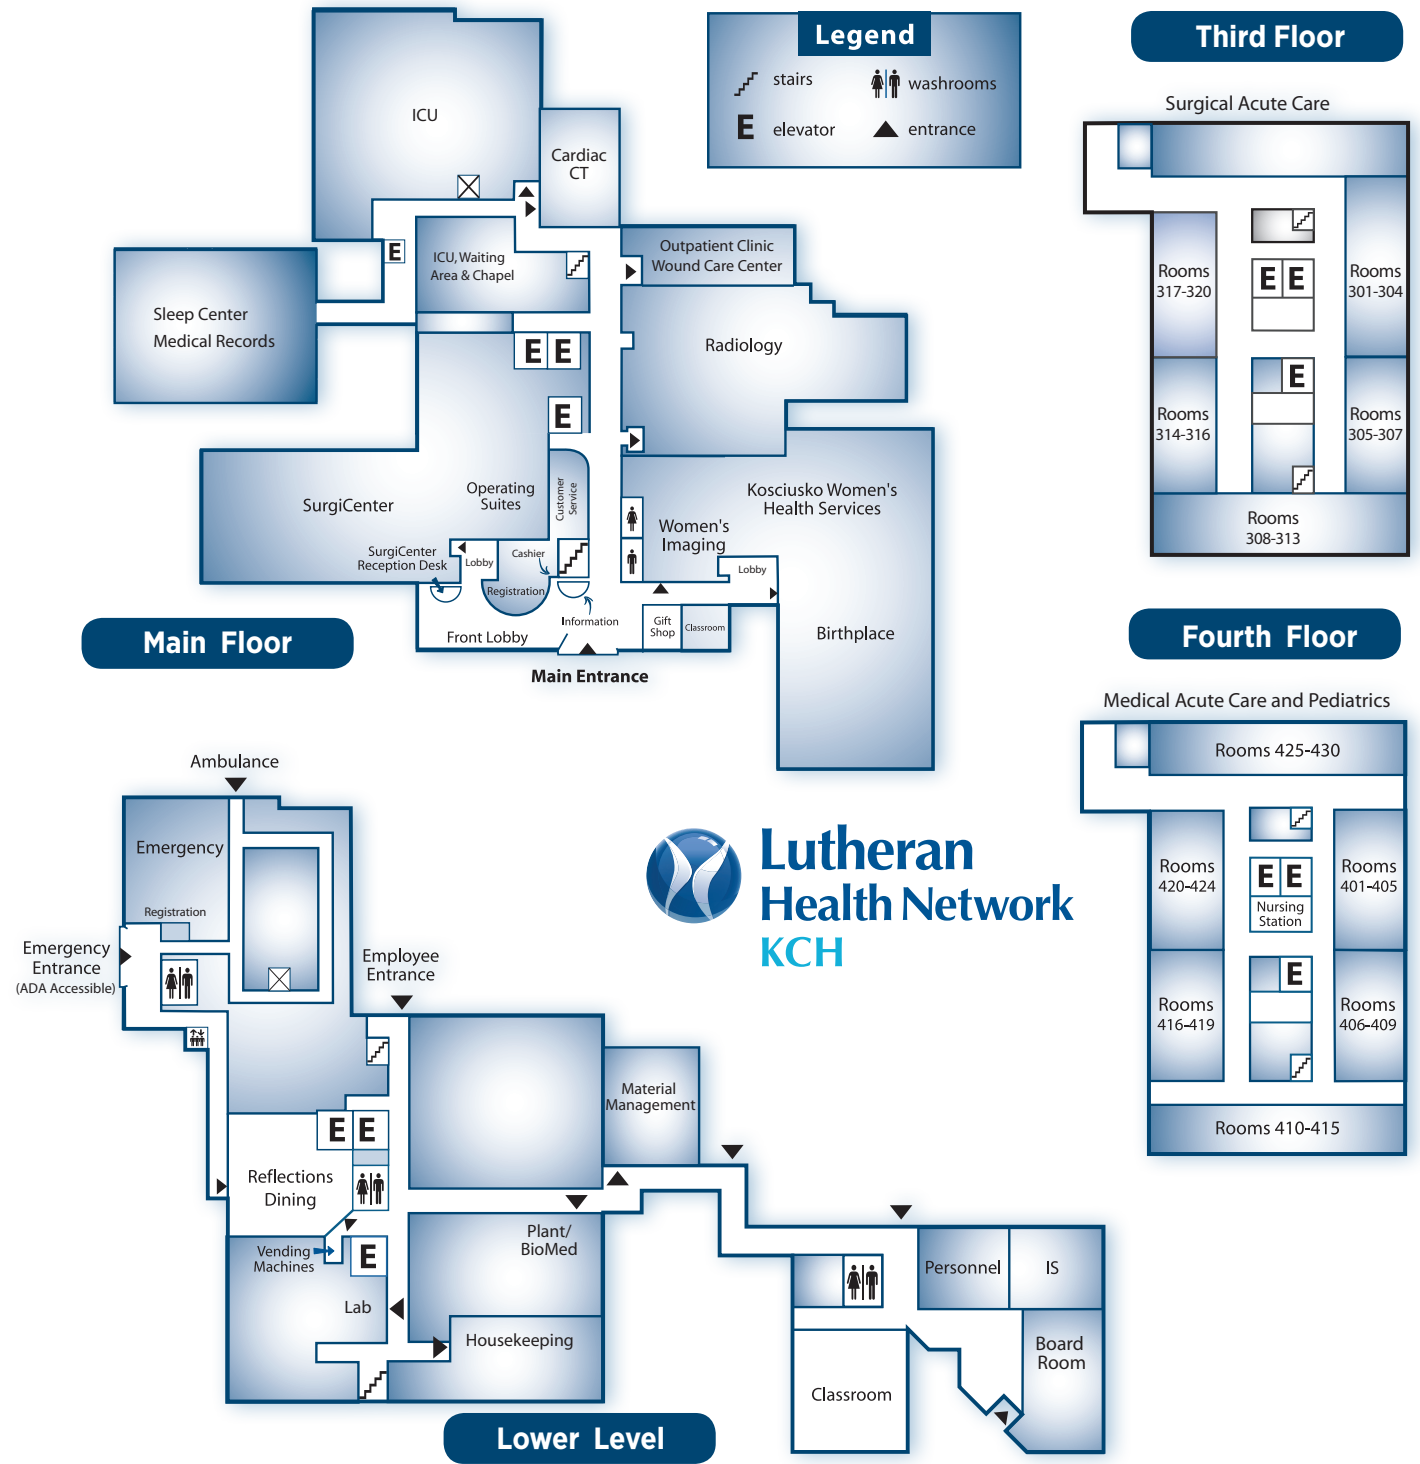 Legend
stairs
washrooms
E
elevator
entrance
Third Floor
Surgical Acute Care
Rooms
317-320
E E
Rooms
301-304
E
Rooms
314-316
Rooms
305-307
Rooms
308-313
ICU
Cardiac
CT
E
ICU, Waiting
Area & Chapel
Outpatient Clinic
Wound Care Center
Sleep Center
Medical Records
E E
Radiology
E
SurgiCenter
Operating
Suites
Customer
Service
Kosciusko Women's
Health Services
Women's
Imaging
SurgiCenter
Reception Desk
Lobby
Cashier
Registration
Lobby
Information
Front Lobby
Gift
Shop
Classroom
Birthplace
Main Entrance
Main Floor
Fourth Floor
Medical Acute Care and Pediatrics
Rooms 425-430
Rooms
420-424
E E
Nursing
Station
Rooms
401-405
Rooms
416-419
E
Rooms
406-409
Rooms 410-415
Lutheran
Health Network
KCH
Ambulance
Emergency
Registration
Emergency
Entrance
(ADA Accessible)
Employee
Entrance
Material
Management
E E
Reflections
Dining
Vending
Machines
E
Plant/
BioMed
Lab
Housekeeping
Personnel
IS
Board
Room
Classroom
Lower Level